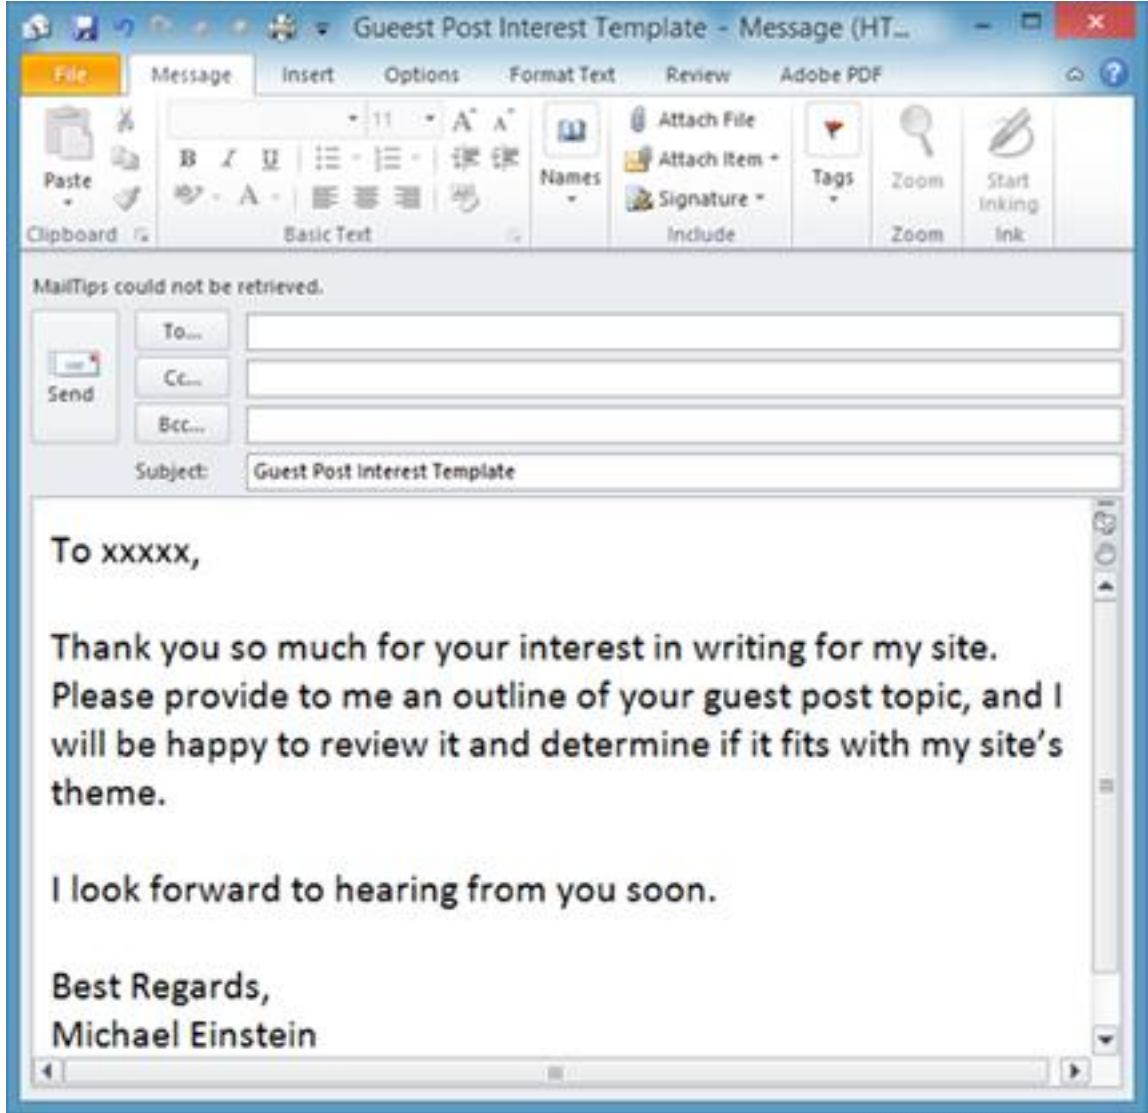 Gueest Post Interest Template - Message (HT...
File Message Insert Options Format Text Review Adobe PDF
Paste
Clipboard
11
B I U
A
Basic Text
Names
Attach File
Attach Item
Signature
Include
Tags
Zoom
Zoom
Start
Inking
Ink
MailTips could not be retrieved.
Send
To...
Cc...
Bcc...
Subject: Guest Post Interest Template
To xxxxx,
Thank you so much for your interest in writing for my site.
Please provide to me an outline of your guest post topic, and I
will be happy to review it and determine if it fits with my site’s
theme.
I look forward to hearing from you soon.
Best Regards,
Michael Einstein